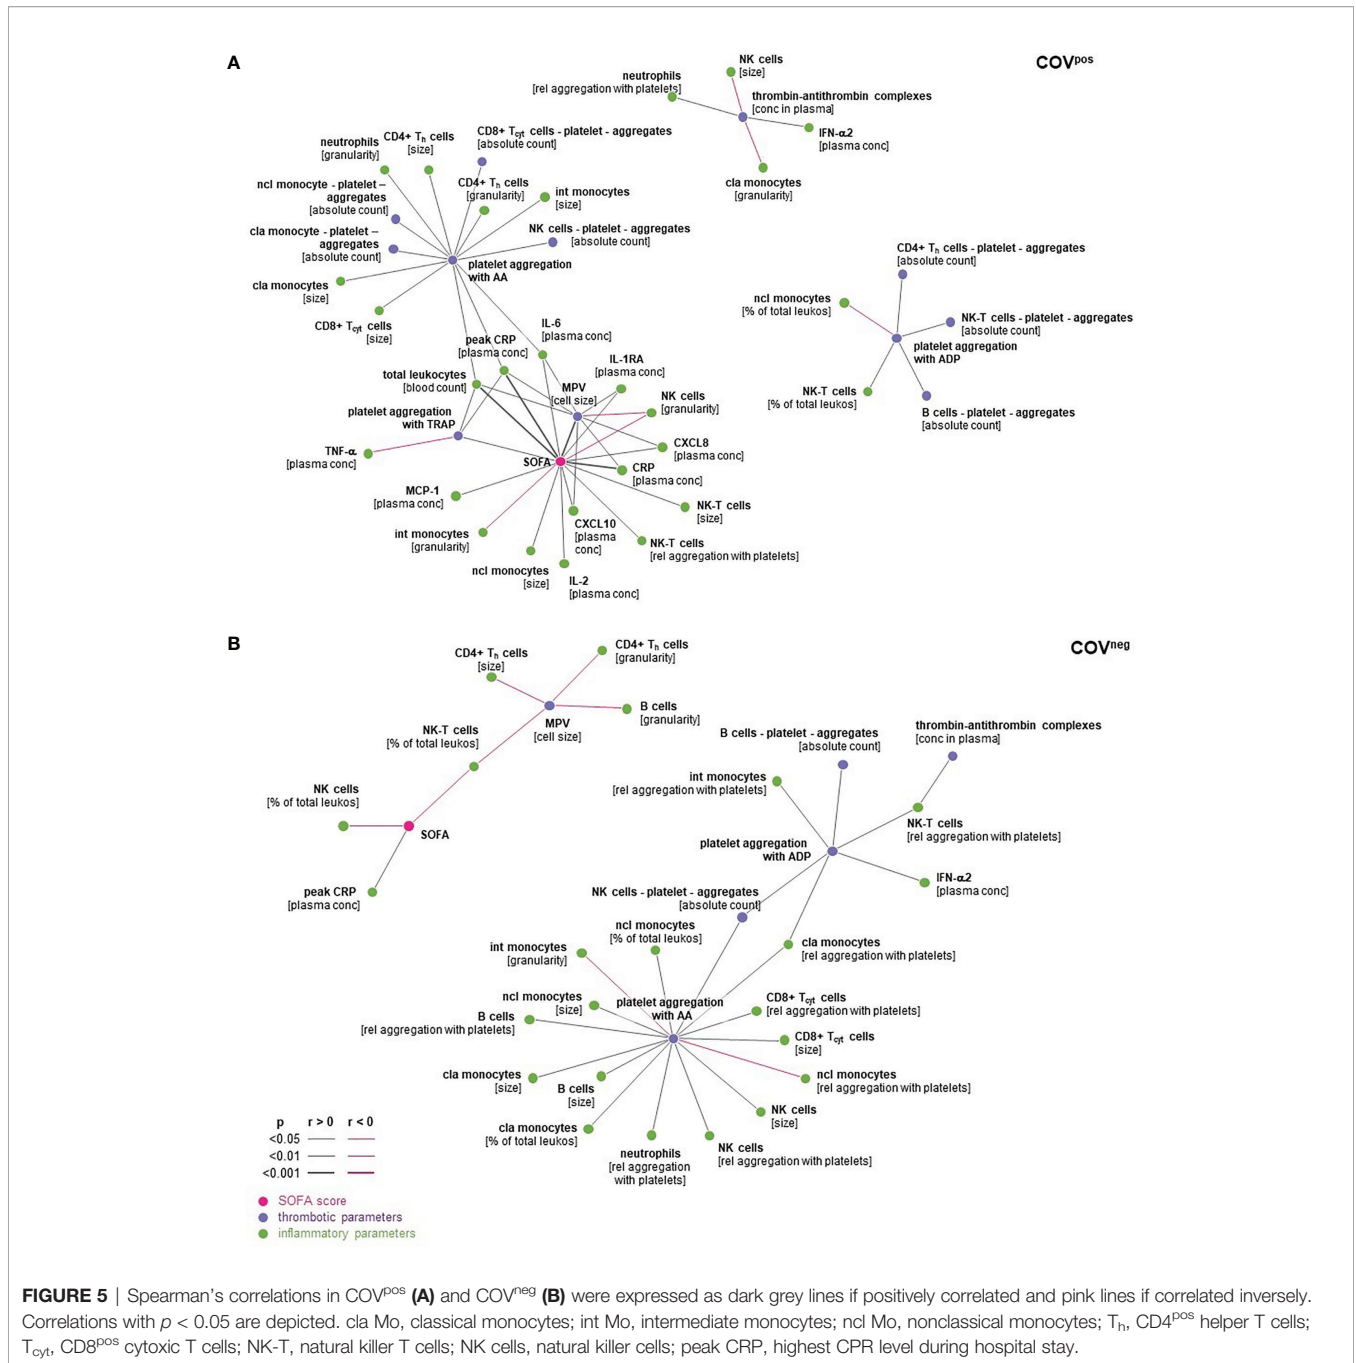 A
COVpos
NK cells
[size]
neutrophils
[rel aggregation with platelets]
thrombin-antithrombin complexes
[conc in plasma]
IFN-α2
[plasma conc]
cla monocytes
[granularity]
neutrophils
[granularity]
CD4+ Th cells
[size]
CD8+ Tcyt cells - platelet - aggregates
[absolute count]
ncl monocyte - platelet –
aggregates
[absolute count]
CD4+ Th cells
[granularity]
int monocytes
[size]
cla monocyte - platelet –
aggregates
[absolute count]
NK cells - platelet - aggregates
[absolute count]
platelet aggregation
with AA
cla monocytes
[size]
CD8+ Tcyt cells
[size]
CD4+ Th cells - platelet - aggregates
[absolute count]
ncl monocytes
[% of total leukos]
NK-T cells - platelet - aggregates
[absolute count]
platelet aggregation
with ADP
NK-T cells
[% of total leukos]
B cells - platelet - aggregates
[absolute count]
IL-6
[plasma conc]
peak CRP
[plasma conc]
IL-1RA
[plasma conc]
total leukocytes
[blood count]
MPV
[cell size]
NK cells
[granularity]
platelet aggregation
with TRAP
TNF-α
[plasma conc]
CXCL8
[plasma conc]
SOFA
CRP
[plasma conc]
MCP-1
[plasma conc]
NK-T cells
[size]
int monocytes
[granularity]
CXCL10
[plasma
conc]
NK-T cells
[rel aggregation with platelets]
ncl monocytes
[size]
IL-2
[plasma conc]
B
COVneg
CD4+ Th cells
[size]
CD4+ Th cells
[granularity]
B cells
[granularity]
MPV
[cell size]
NK-T cells
[% of total leukos]
NK cells
[% of total leukos]
SOFA
peak CRP
[plasma conc]
B cells - platelet - aggregates
[absolute count]
thrombin-antithrombin complexes
[conc in plasma]
int monocytes
[rel aggregation with platelets]
NK-T cells
[rel aggregation with platelets]
platelet aggregation
with ADP
IFN-α2
[plasma conc]
NK cells - platelet - aggregates
[absolute count]
ncl monocytes
[% of total leukos]
cla monocytes
[rel aggregation with platelets]
int monocytes
[granularity]
ncl monocytes
[size]
platelet aggregation
with AA
CD8+ Tcyt cells
[rel aggregation with platelets]
B cells
[rel aggregation with platelets]
CD8+ Tcyt cells
[size]
cla monocytes
[size]
B cells
[size]
ncl monocytes
[rel aggregation with platelets]
NK cells
[size]
cla monocytes
[% of total leukos]
neutrophils
[rel aggregation
with platelets]
NK cells
[rel aggregation with platelets]
p r > 0 r < 0
<0.05
<0.01
<0.001
SOFA score
thrombotic parameters
inflammatory parameters
FIGURE 5 | Spearman's correlations in COVpos (A) and COVneg (B) were expressed as dark grey lines if positively correlated and pink lines if correlated inversely.
Correlations with p < 0.05 are depicted. cla Mo, classical monocytes; int Mo, intermediate monocytes; ncl Mo, nonclassical monocytes; Th, CD4pos helper T cells;
Tcyt, CD8pos cytoxic T cells; NK-T, natural killer T cells; NK cells, natural killer cells; peak CRP, highest CPR level during hospital stay.